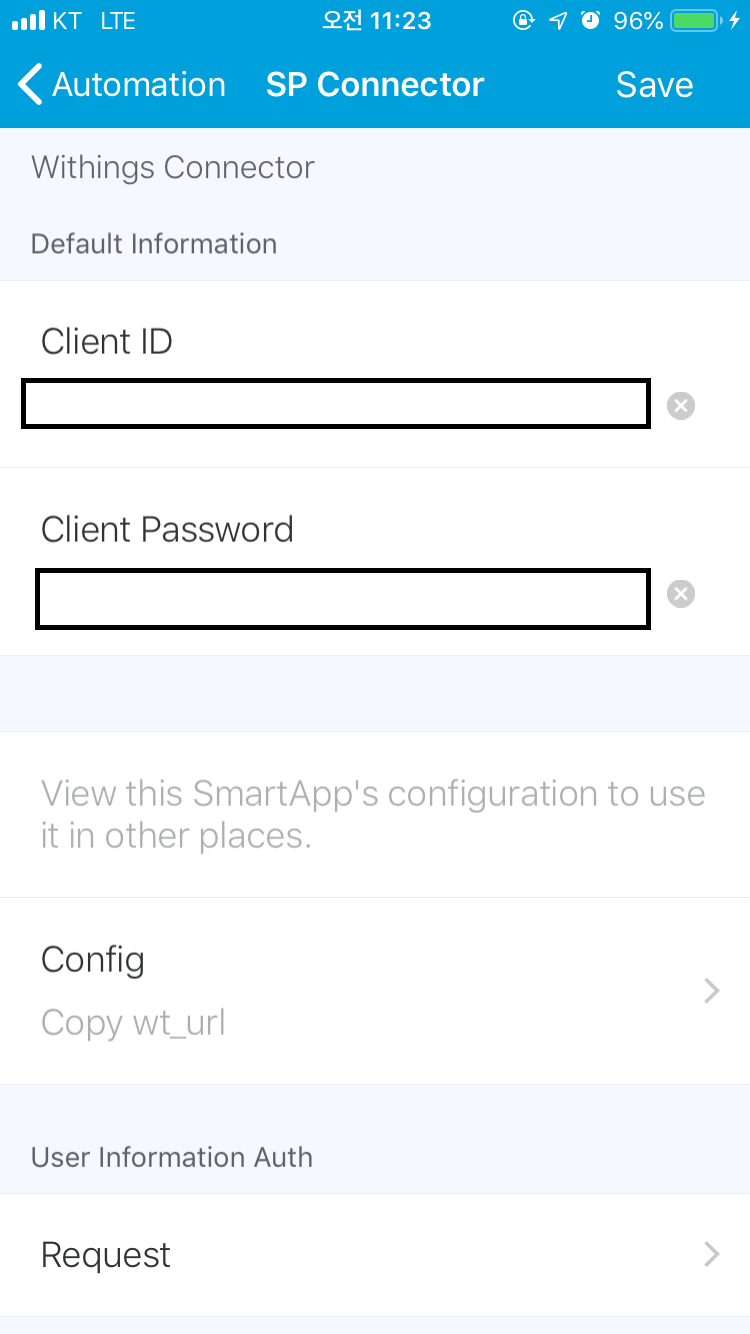 KT LTE 오전 11:23 96%
Automation SP Connector Save
Withings Connector
Default Information
Client ID
Client Password
View this SmartApp's configuration to use
it in other places.
Config
Copy wt_url
User Information Auth
Request